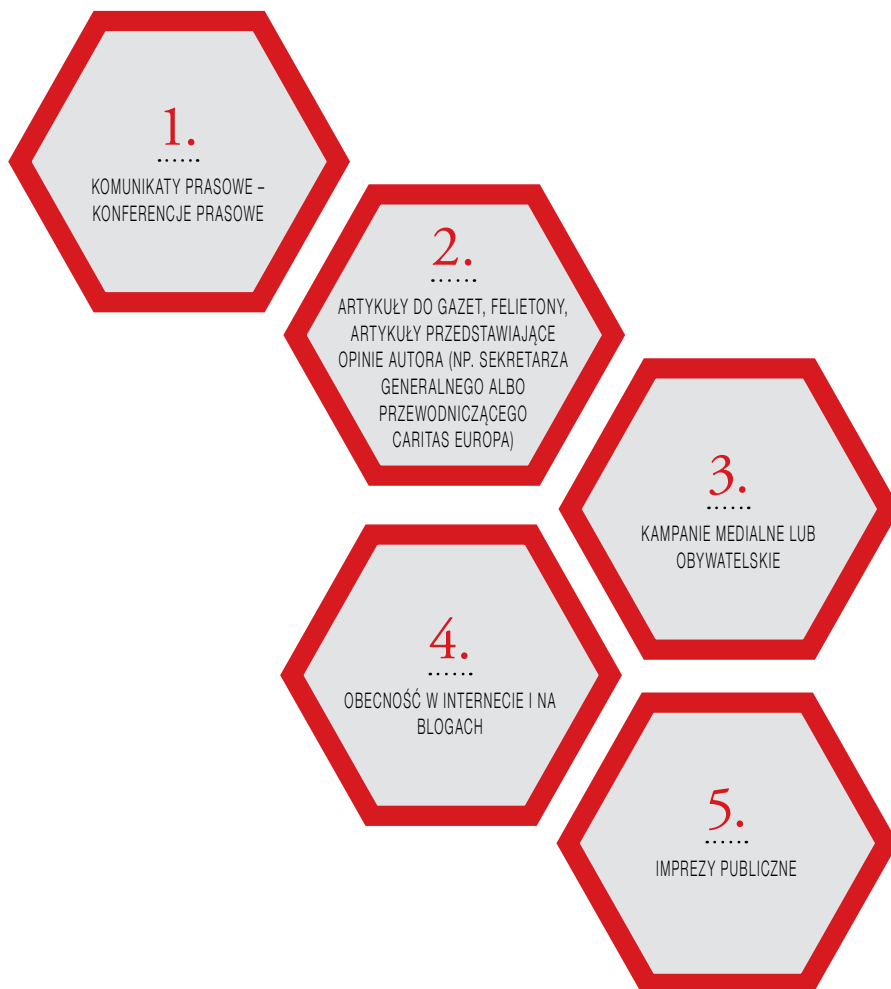 1.
KOMUNIKATY PRASOWE –
KONFERENCJE PRASOWE
2.
ARTYKUŁY DO GAZET, FELIETONY,
ARTYKUŁY PRZEDSTAWIAJĄCE
OPINIE AUTORA (NP. SEKRETARZA
GENERALNEGO ALBO
PRZEWODNICZĄCEGO
CARITAS EUROPA)
3.
KAMPANIE MEDIALNE LUB
OBYWATELSKIE
4.
OBECNOŚĆ W INTERNECIE I NA
BLOGACH
5.
IMPREZY PUBLICZNE